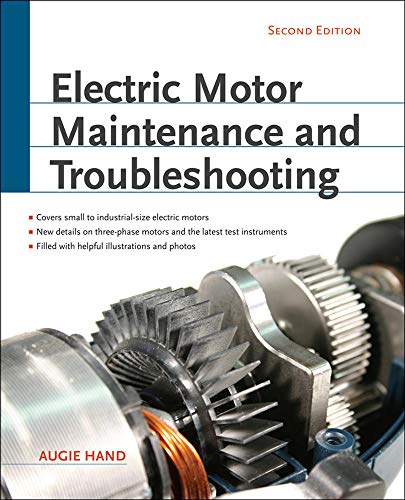 Second Edition
Electric Motor
Maintenance and
Troubleshooting
Covers small to industrial-size electric motors
New details on three-phase motors and the latest test instruments
Filled with helpful illustrations and photos
AUGIE HAND